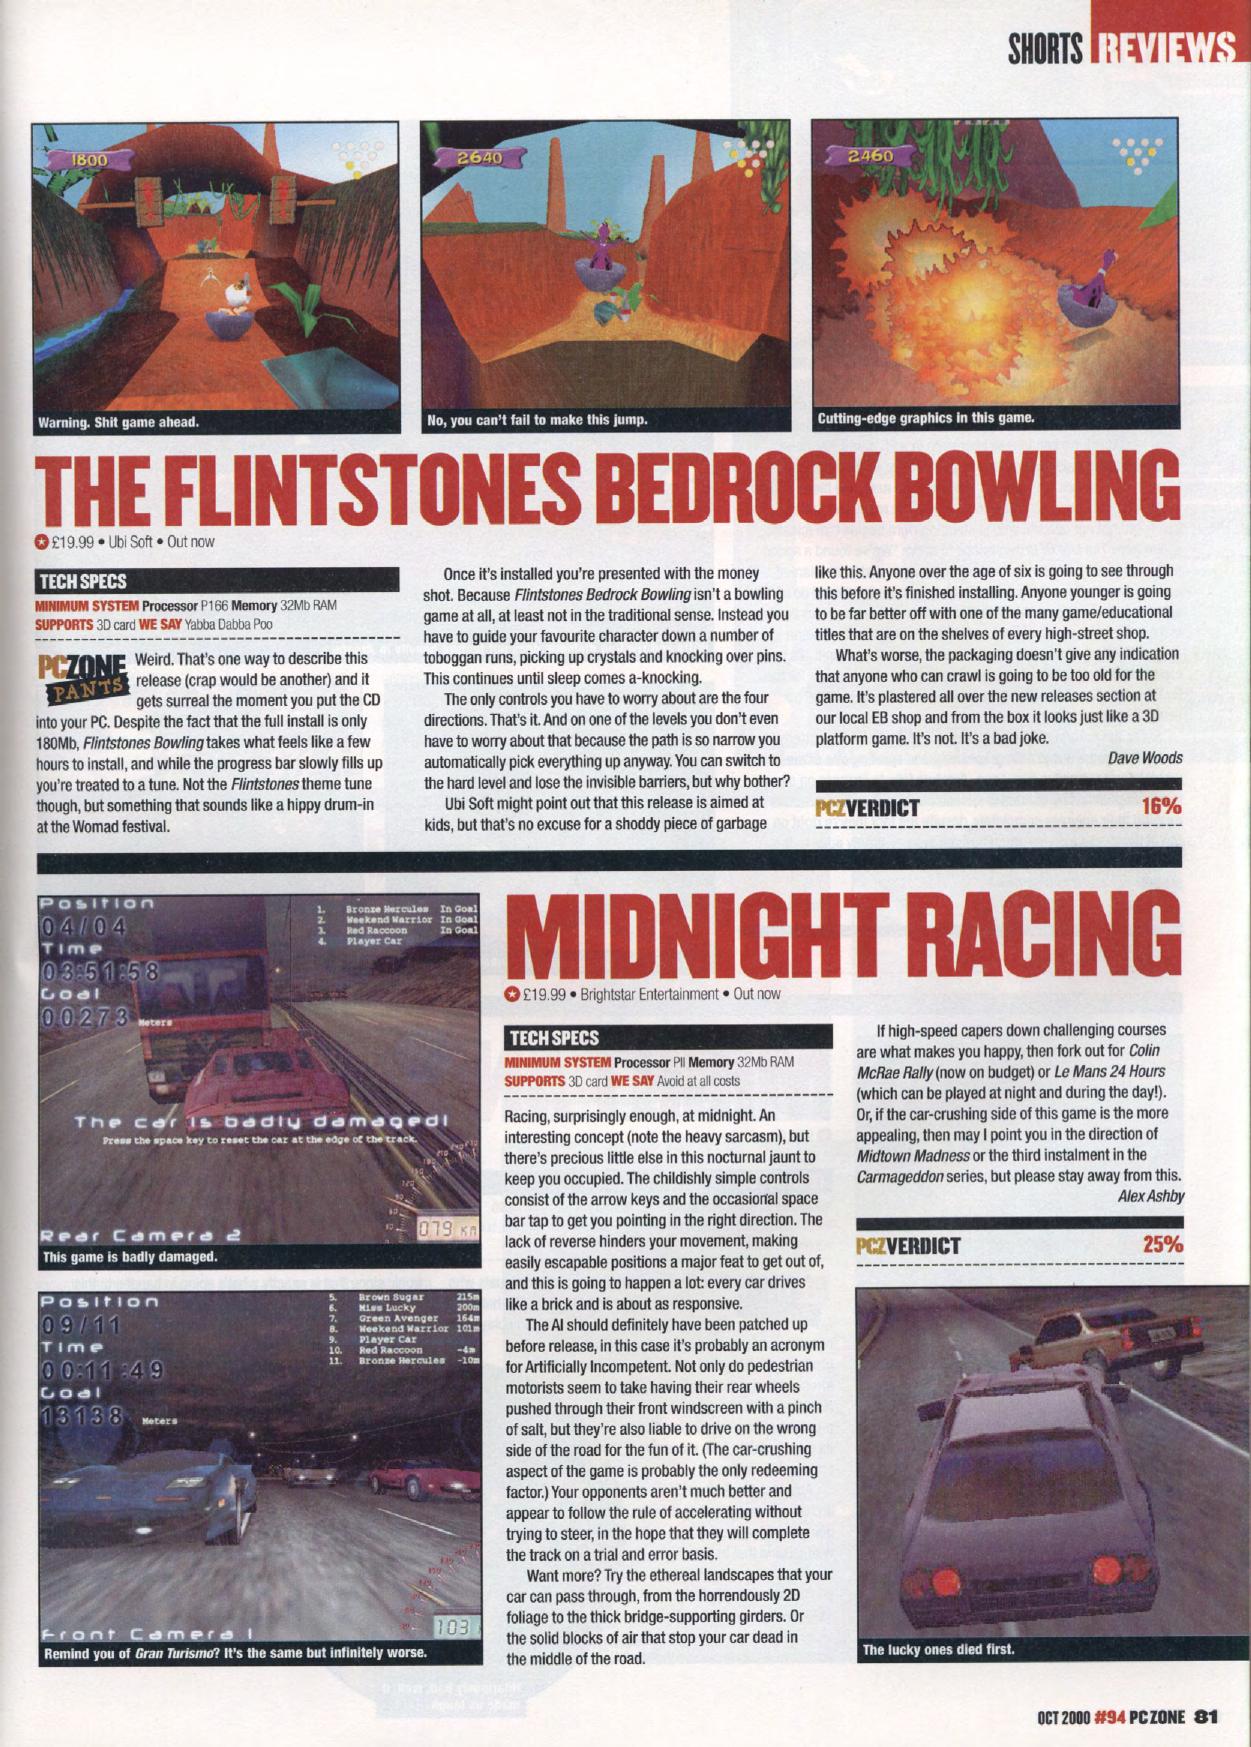 SHORTS REVIEWS
1800
2640
2460
Warning. Shit game ahead.
No, you can't fail to make this jump.
Cutting-edge graphics in this game.
THE FLINTSTONES BEDROCK BOWLING
£19.99 • Ubi Soft • Out now
TECH SPECS
MINIMUM SYSTEM Processor P166 Memory 32Mb RAM
SUPPORTS 3D card WE SAY Yabba Dabba Poo
PCZONE
PANTS
Weird. That's one way to describe this
release (crap would be another) and it
gets surreal the moment you put the CD
into your PC. Despite the fact that the full install is only
180Mb, Flintstones Bowling takes what feels like a few
hours to install, and while the progress bar slowly fills up
you're treated to a tune. Not the Flintstones theme tune
though, but something that sounds like a hippy drum-in
at the Womad festival.
Once it's installed you're presented with the money
shot. Because Flintstones Bedrock Bowling isn't a bowling
game at all, at least not in the traditional sense. Instead you
have to guide your favourite character down a number of
toboggan runs, picking up crystals and knocking over pins.
This continues until sleep comes a-knocking.
The only controls you have to worry about are the four
directions. That's it. And on one of the levels you don't even
have to worry about that because the path is so narrow you
automatically pick everything up anyway. You can switch to
the hard level and lose the invisible barriers, but why bother?
Ubi Soft might point out that this release is aimed at
kids, but that's no excuse for a shoddy piece of garbage
like this. Anyone over the age of six is going to see through
this before it's finished installing. Anyone younger is going
to be far better off with one of the many game/educational
titles that are on the shelves of every high-street shop.
What's worse, the packaging doesn't give any indication
that anyone who can crawl is going to be too old for the
game. It's plastered all over the new releases section at
our local EB shop and from the box it looks just like a 3D
platform game. It's not. It's a bad joke.
Dave Woods
PCZVERDICT 16%
Position
04/04
Time
03:51:58
Goal
00273 Meters
1. Bronze Hercules In Goal
2. Weekend Warrior In Goal
3. Red Raccoon In Goal
4. Player Car
The car is badly damaged!
Press the space key to reset the car at the edge of the track.
Rear Camera 2
079 KM
This game is badly damaged.
Position
09/11
Time
00:11:49
Goal
13138 Meters
5. Brown Sugar 215m
6. Miss Lucky 200m
7. Green Avenger 164m
8. Weekend Warrior 101m
9. Player Car
10. Red Raccoon -4m
11. Bronze Hercules -10m
Front Camera 1
103
Remind you of Gran Turismo? It's the same but infinitely worse.
MIDNIGHT RACING
£19.99 • Brightstar Entertainment • Out now
TECH SPECS
MINIMUM SYSTEM Processor PII Memory 32Mb RAM
SUPPORTS 3D card WE SAY Avoid at all costs
Racing, surprisingly enough, at midnight. An
interesting concept (note the heavy sarcasm), but
there's precious little else in this nocturnal jaunt to
keep you occupied. The childishly simple controls
consist of the arrow keys and the occasional space
bar tap to get you pointing in the right direction. The
lack of reverse hinders your movement, making
easily escapable positions a major feat to get out of,
and this is going to happen a lot: every car drives
like a brick and is about as responsive.
The AI should definitely have been patched up
before release, in this case it's probably an acronym
for Artificially Incompetent. Not only do pedestrian
motorists seem to take having their rear wheels
pushed through their front windscreen with a pinch
of salt, but they're also liable to drive on the wrong
side of the road for the fun of it. (The car-crushing
aspect of the game is probably the only redeeming
factor.) Your opponents aren't much better and
appear to follow the rule of accelerating without
trying to steer, in the hope that they will complete
the track on a trial and error basis.
Want more? Try the ethereal landscapes that your
car can pass through, from the horrendously 2D
foliage to the thick bridge-supporting girders. Or
the solid blocks of air that stop your car dead in
the middle of the road.
If high-speed capers down challenging courses
are what makes you happy, then fork out for Colin
McRae Rally (now on budget) or Le Mans 24 Hours
(which can be played at night and during the day!).
Or, if the car-crushing side of this game is the more
appealing, then may I point you in the direction of
Midtown Madness or the third instalment in the
Carmageddon series, but please stay away from this.
Alex Ashby
PCZVERDICT 25%
The lucky ones died first.
OCT 2000 #94 PC ZONE 81